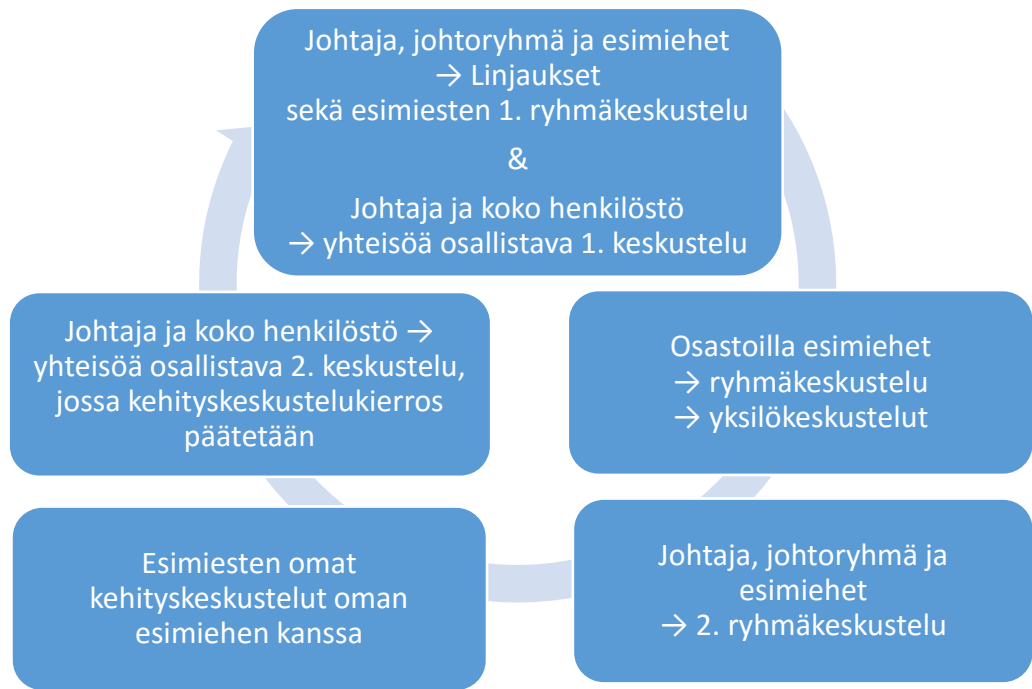 Johtaja, johtoryhmä ja esimiehet
→ Linjaukset
sekä esimiesten 1. ryhmäkeskustelu
&
Johtaja ja koko henkilöstö
→ yhteisöä osallistava 1. keskustelu
Osastoilla esimiehet
→ ryhmäkeskustelu
→ yksilökeskustelut
Johtaja, johtoryhmä ja
esimiehet
→ 2. ryhmäkeskustelu
Esimiesten omat
kehityskeskustelut oman
esimiehen kanssa
Johtaja ja koko henkilöstö →
yhteisöä osallistava 2. keskustelu,
jossa kehityskeskustelukierros
päätetään